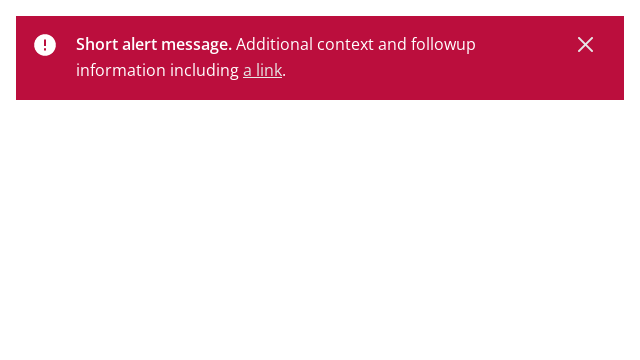 Short alert message. Additional context and followup
information including a link.